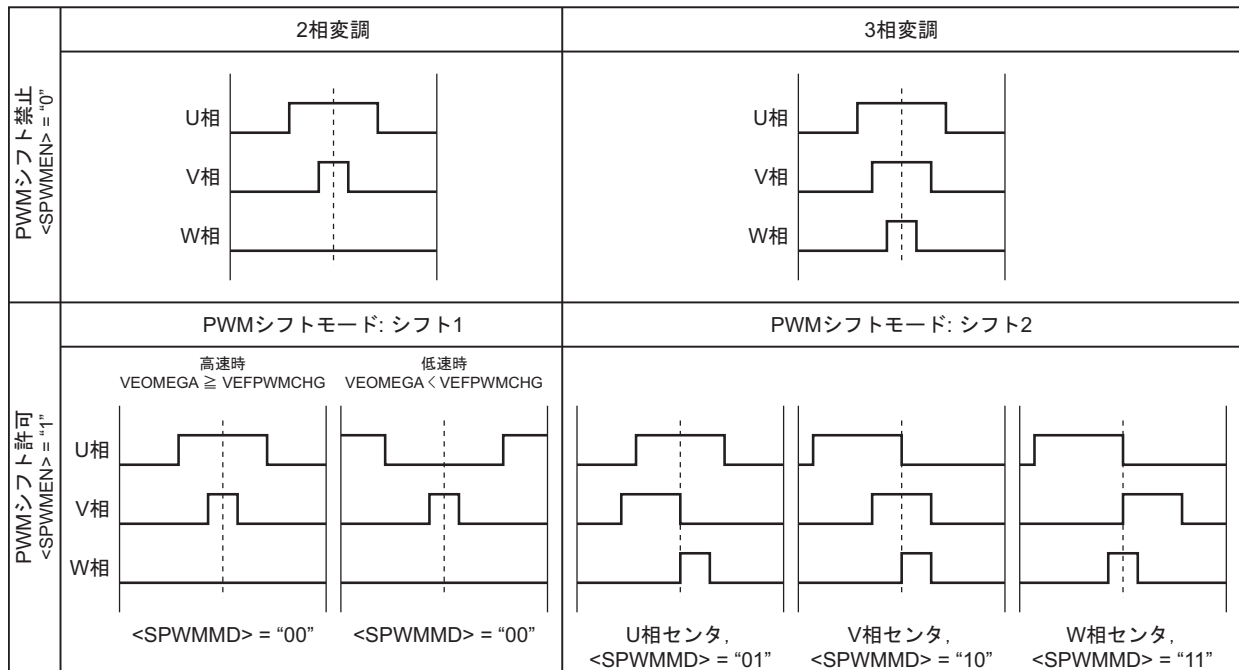 2相変調
3相変調
PWMシフト禁止
<SPWMEN> = “0”
U相
V相
W相
U相
V相
W相
PWMシフトモード: シフト1
PWMシフトモード: シフト2
PWMシフト許可
<SPWMEN> = “1”
高速時
VEOMEGA ≧ VEFPWMCHG
低速時
VEOMEGA < VEFPWMCHG
U相
V相
W相
<SPWMMD> = “00”
<SPWMMD> = “00”
U相センタ,
<SPWMMD> = “01”
V相センタ,
<SPWMMD> = “10”
W相センタ,
<SPWMMD> = “11”